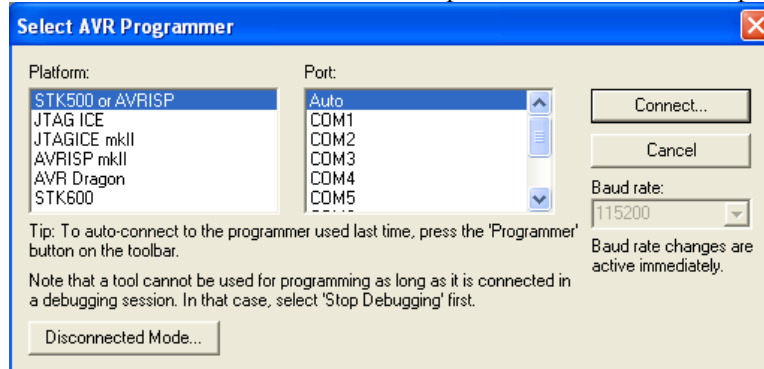 Select AVR Programmer
Platform:
Port:
STK500 or AVRISP
JTAG ICE
JTAGICE mkII
AVRISP mkII
AVR Dragon
STK600
Auto
COM1
COM2
COM3
COM4
COM5
Connect...
Cancel
Baud rate:
115200
Baud rate changes are
active immediately.
Tip: To auto-connect to the programmer used last time, press the 'Programmer'
button on the toolbar.
Note that a tool cannot be used for programming as long as it is connected in
a debugging session. In that case, select 'Stop Debugging' first.
Disconnected Mode...